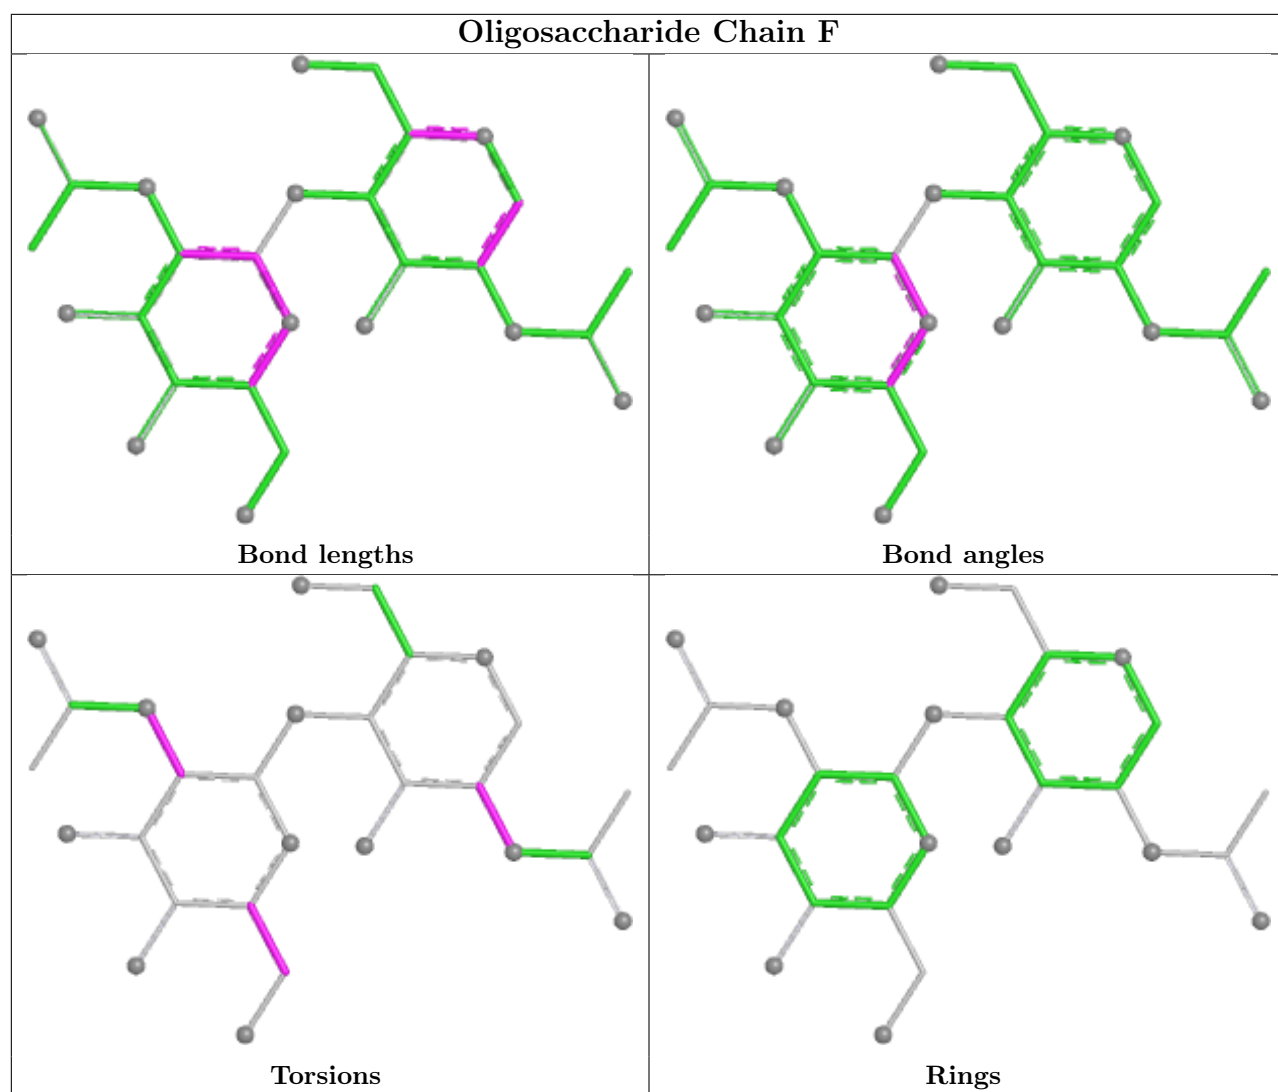 Oligosaccharide Chain F
Bond lengths
Bond angles
Torsions
Rings